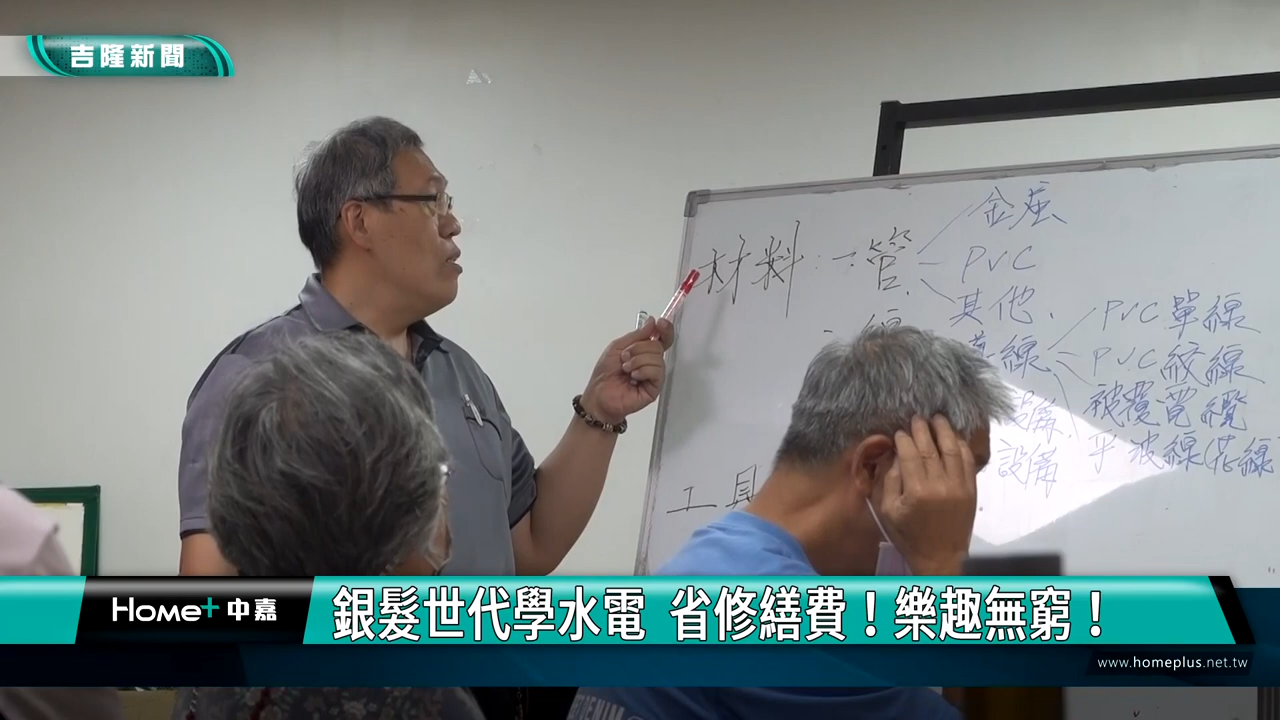 吉隆新聞
材料：一管
金屬
PVC
其他
線
PVC單線
PVC絞線
被覆電纜
平波線(花線
設備
工具
Home+中嘉
銀髮世代學水電 省修繕費！樂趣無窮！
www.homeplus.net.tw